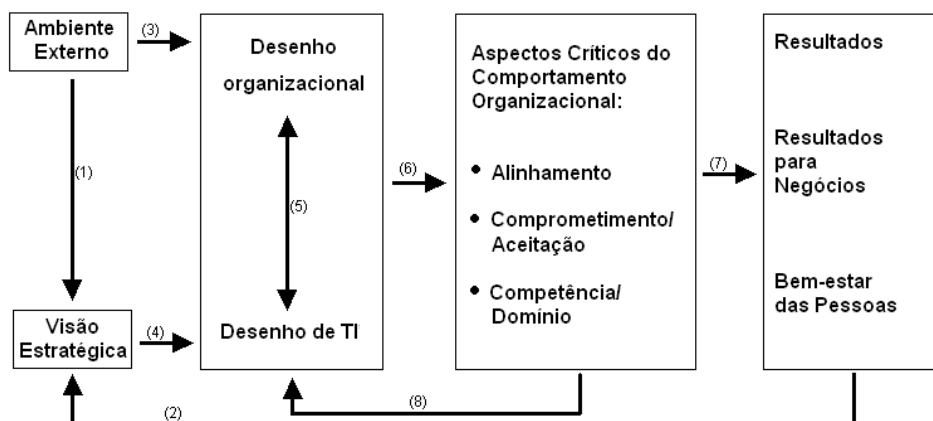 Ambiente
Externo
(3)
Desenho
organizacional
Aspectos Críticos do
Comportamento
Organizacional:
Resultados
(1)
(5)
(6)
• Alinhamento
• Comprometimento/
Aceitação
• Competência/
Domínio
(7)
Resultados
para
Negócios
Bem-estar
das Pessoas
Visão
Estratégica
(4)
Desenho de TI
(2)
(8)